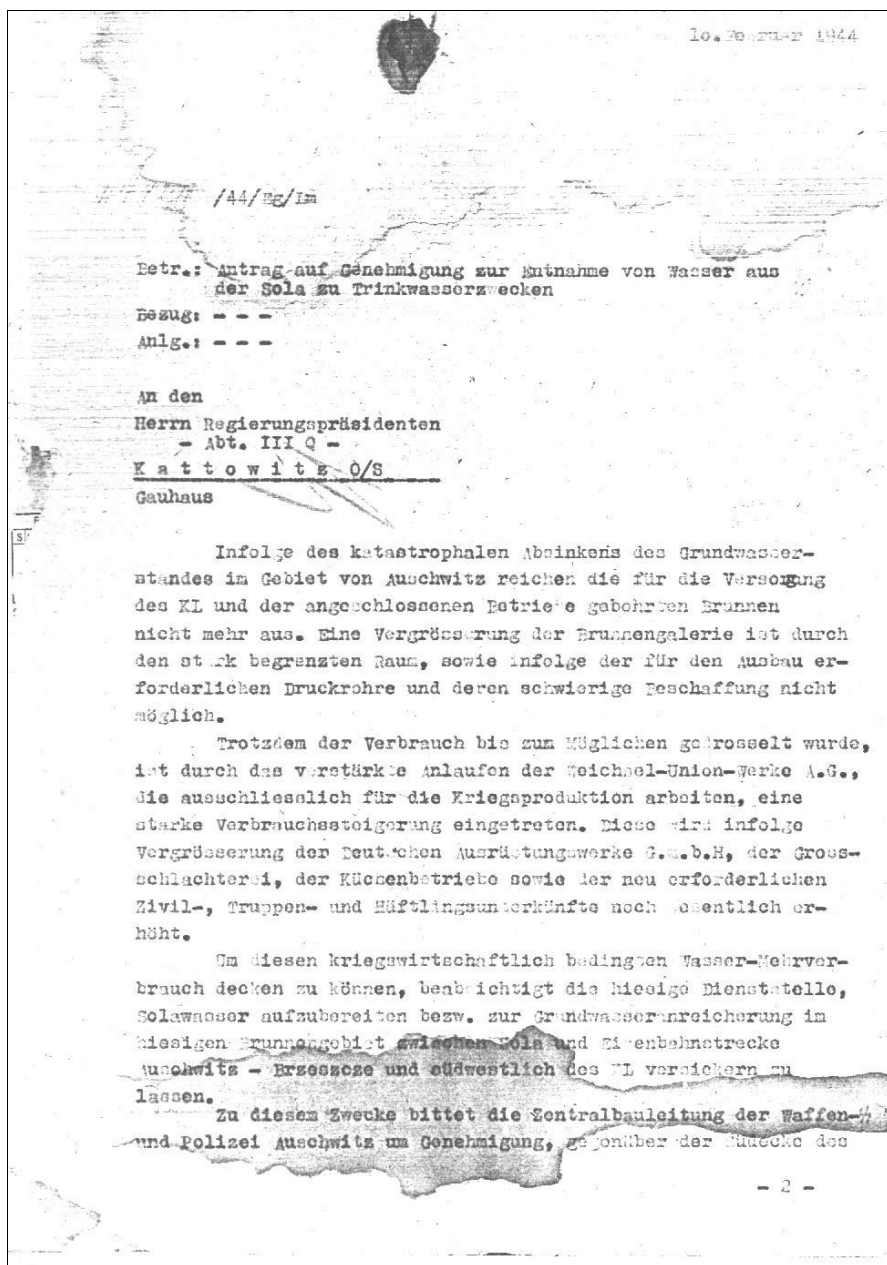 10.Februar 1944
/44/Eg/Lm
Betr.: Antrag auf Genehmigung zur Entnahme von Wasser aus
der Sola zu Trinkwasserzwecken
Bezug: - - -
Anlg.: - - -
An den
Herrn Regierungspräsidenten
- Abt. III Q -
Kattowitz O/S
Gauhaus
Infolge des katastrophalen Absinkens des Grundwasser-
standes im Gebiet von Auschwitz reichen die für die Versorgung
des KL und der angeschlossenen Betriebe gebohrten Brunnen
nicht mehr aus. Eine Vergrösserung der Brunnengalerie ist durch
den stark begrenzten Raum, sowie infolge der für den Ausbau er-
forderlichen Druckrohre und deren schwierige Beschaffung nicht
möglich.
Trotzdem der Verbrauch bis zum Möglichen gedrosselt wurde,
ist durch das verstärkte Anlaufen der Weichsel-Union-Werke A.G.,
die ausschliesslich für die Kriegsproduktion arbeiten, eine
starke Verbrauchssteigerung eingetreten. Diese wird infolge
Vergrösserung der Deutschen Ausrüstungswerke G.m.b.H, der Gross-
schlachterei, der Küchenbetriebe sowie der neu erforderlichen
Zivil-, Truppen- und Häftlingsunterkünfte noch wesentlich er-
höht.
Um diesen kriegswirtschaftlich bedingten Wasser-Mehrver-
brauch decken zu können, beabsichtigt die hiesige Dienststelle,
Solawasser aufzubereiten bezw. zur Grundwasseranreicherung im
hiesigen Brunnengebiet zwischen Sola und Eisenbahnstrecke
Auschwitz - Brzeszcze und südwestlich des KL versickern zu
lassen.
Zu diesem Zwecke bittet die Zentralbauleitung der Waffen-SS
und Polizei Auschwitz um Genehmigung, gegenüber der Südecke des
- 2 -